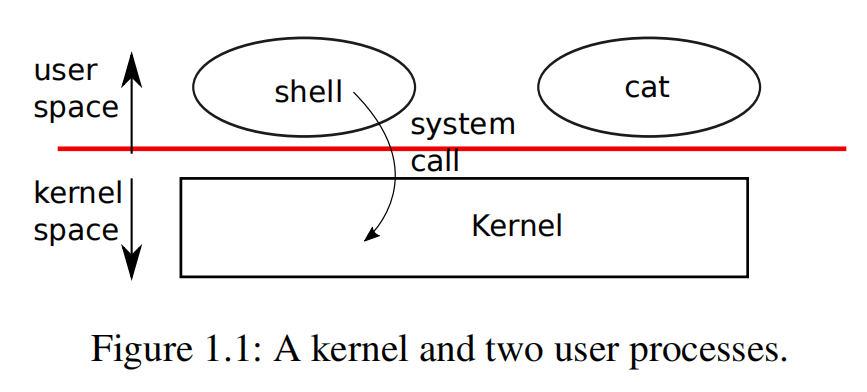 user
space
shell
cat
system
call
kernel
space
Kernel
Figure 1.1: A kernel and two user processes.